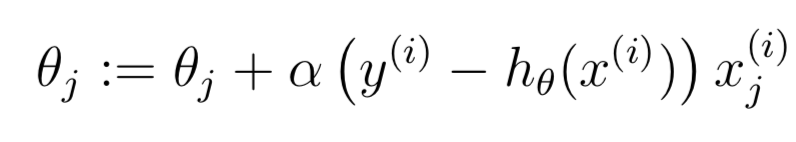 θ_j := θ_j + α (y^{(i)} − h_θ(x^{(i)})) x_j^{(i)}